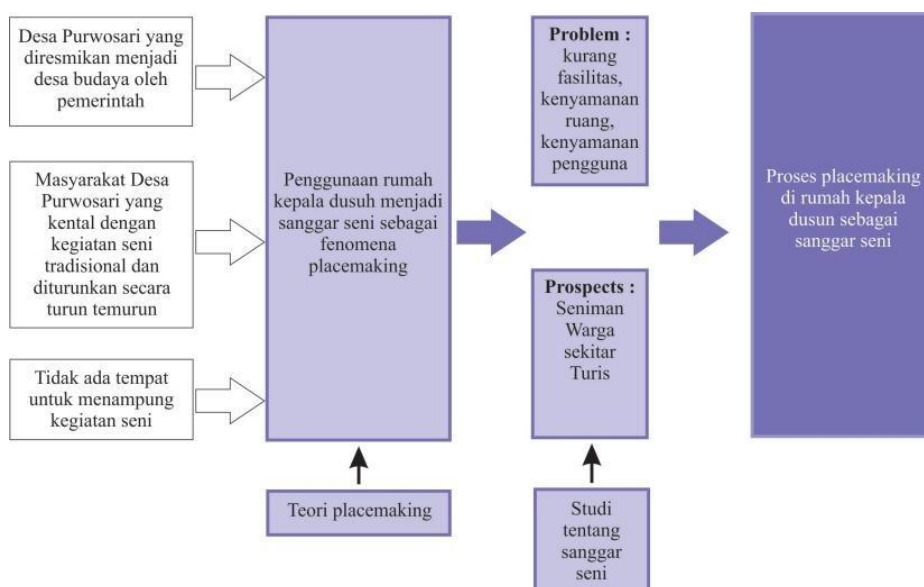 Desa Purwosari yang
diresmikan menjadi
desa budaya oleh
pemerintah
Masyarakat Desa
Purwosari yang
kental dengan
kegiatan seni
tradisional dan
diturunkan secara
turun temurun
Tidak ada tempat
untuk menampung
kegiatan seni
Penggunaan rumah
kepala dusuh menjadi
sanggar seni sebagai
fenomena
placemaking
Teori placemaking
Problem :
kurang
fasilitas,
kenyamanan
ruang,
kenyamanan
pengguna
Prospects :
Seniman
Warga
sekitar
Turis
Studi
tentang
sanggar
seni
Proses placemaking
di rumah kepala
dusun sebagai
sanggar seni